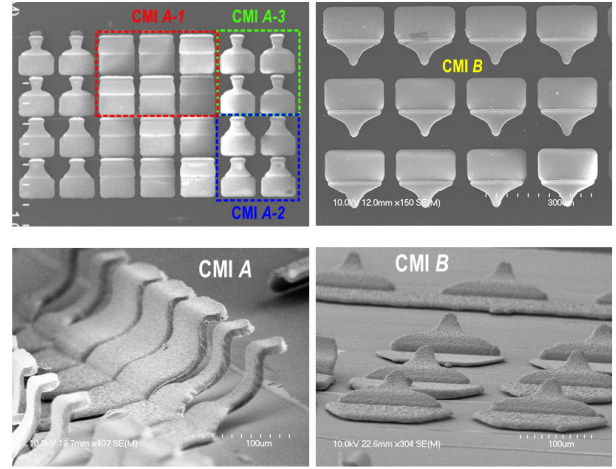 CMI A-1
CMI A-3
CMI A-2
CMI B
10.0kV 12.0mm x150 SE(M)
300um
CMI A
10.0kV 19.7mm x407 SE(M)
100um
CMI B
10.0kV 22.6mm x304 SE(M)
100um